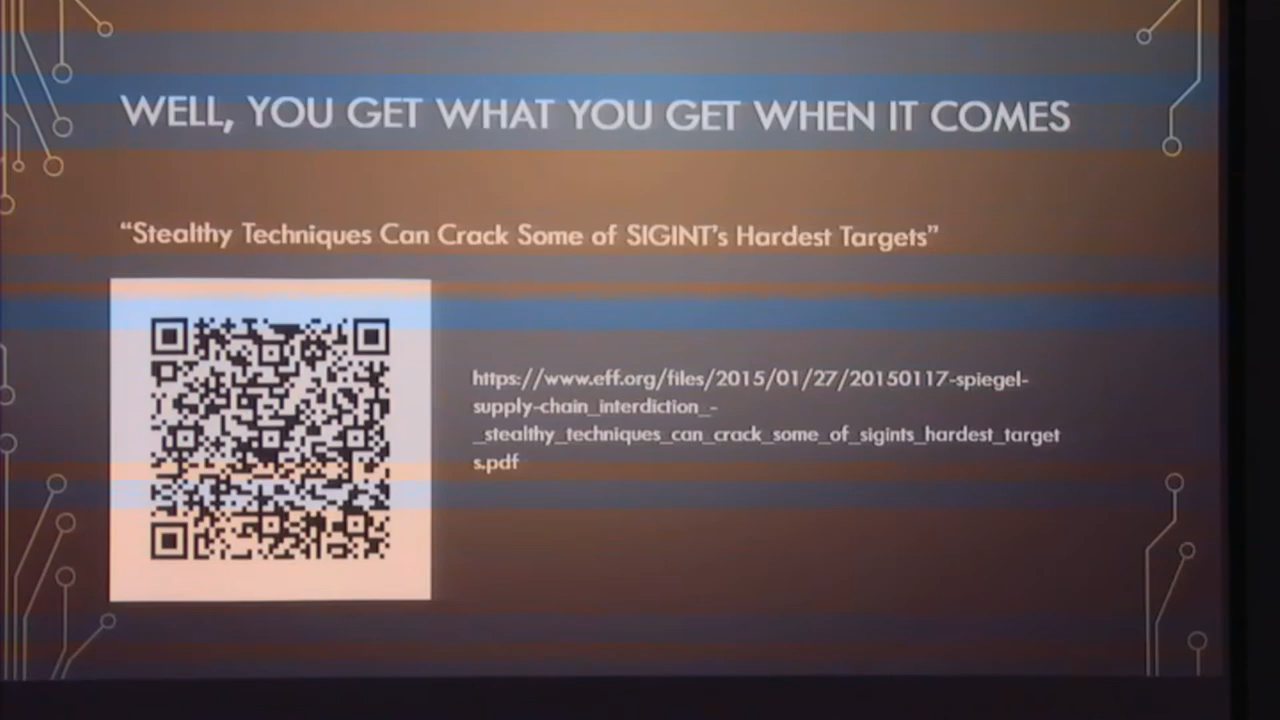 WELL, YOU GET WHAT YOU GET WHEN IT COMES
“Stealthy Techniques Can Crack Some of SIGINT’s Hardest Targets”
https://www.eff.org/files/2015/01/27/20150117-spiegel-
supply-chain_interdiction_-
_stealthy_techniques_can_crack_some_of_sigints_hardest_target
s.pdf